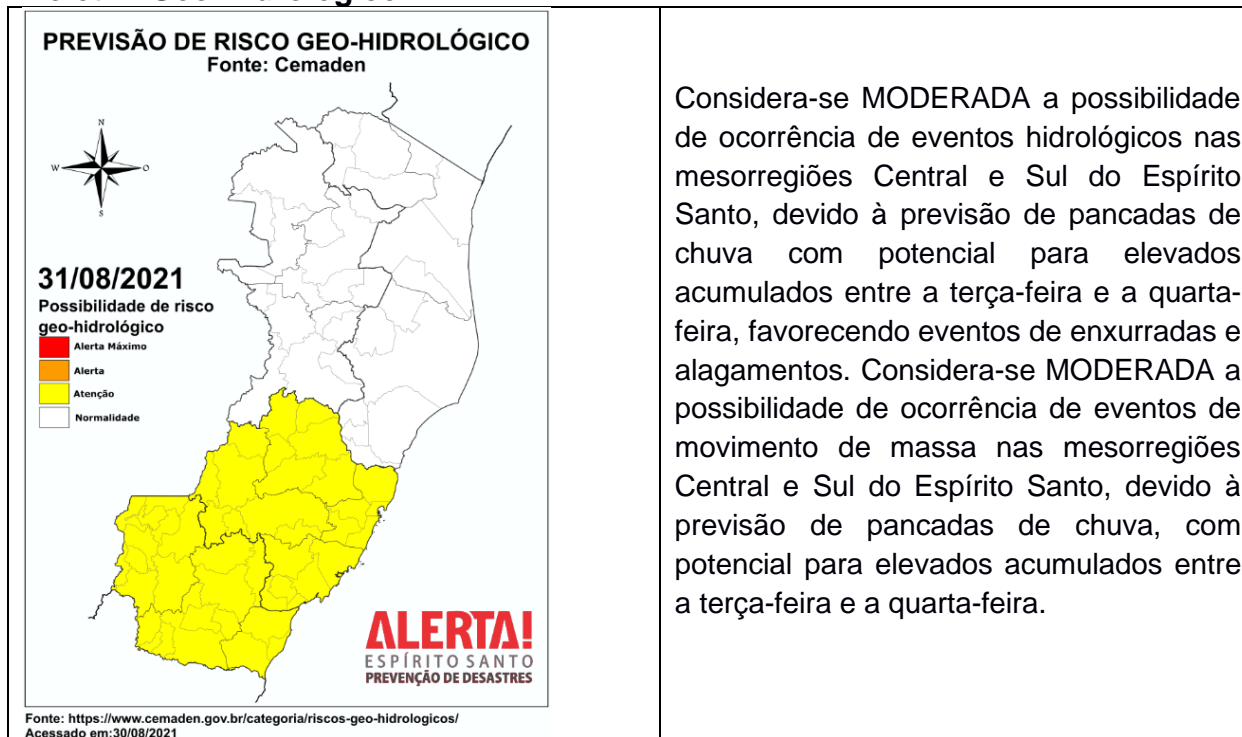 PREVISÃO DE RISCO GEO-HIDROLÓGICO
Fonte: Cemaden
N
W
O
S
31/08/2021
Possibilidade de risco
geo-hidrológico
Alerta Máximo
Alerta
Atenção
Normalidade
ALERTA!
ESPÍRITO SANTO
PREVENÇÃO DE DESASTRES
Fonte: https://www.cemaden.gov.br/categoria/riscos-geo-hidrologicos/
Acessado em:30/08/2021
Considera-se MODERADA a possibilidade
de ocorrência de eventos hidrológicos nas
mesorregiões Central e Sul do Espírito
Santo, devido à previsão de pancadas de
chuva com potencial para elevados
acumulados entre a terça-feira e a quarta-
feira, favorecendo eventos de enxurradas e
alagamentos. Considera-se MODERADA a
possibilidade de ocorrência de eventos de
movimento de massa nas mesorregiões
Central e Sul do Espírito Santo, devido à
previsão de pancadas de chuva, com
potencial para elevados acumulados entre
a terça-feira e a quarta-feira.